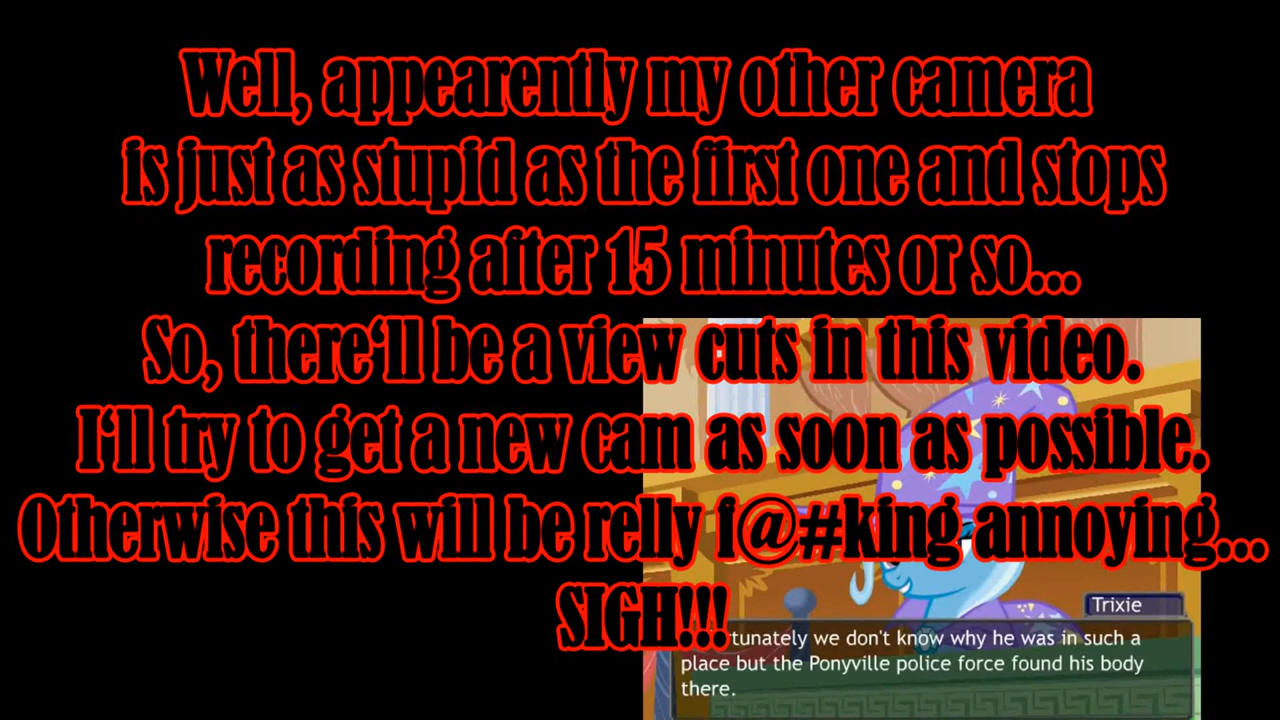 Well, appearently my other camera
is just as stupid as the first one and stops
recording after 15 minutes or so...
So, there'll be a view cuts in this video.
I'll try to get a new cam as soon as possible.
Otherwise this will be relly f@#king annoying...
SIGH!!!
Trixie
rtunately we don't know why he was in such a
place but the Ponyville police force found his body
there.